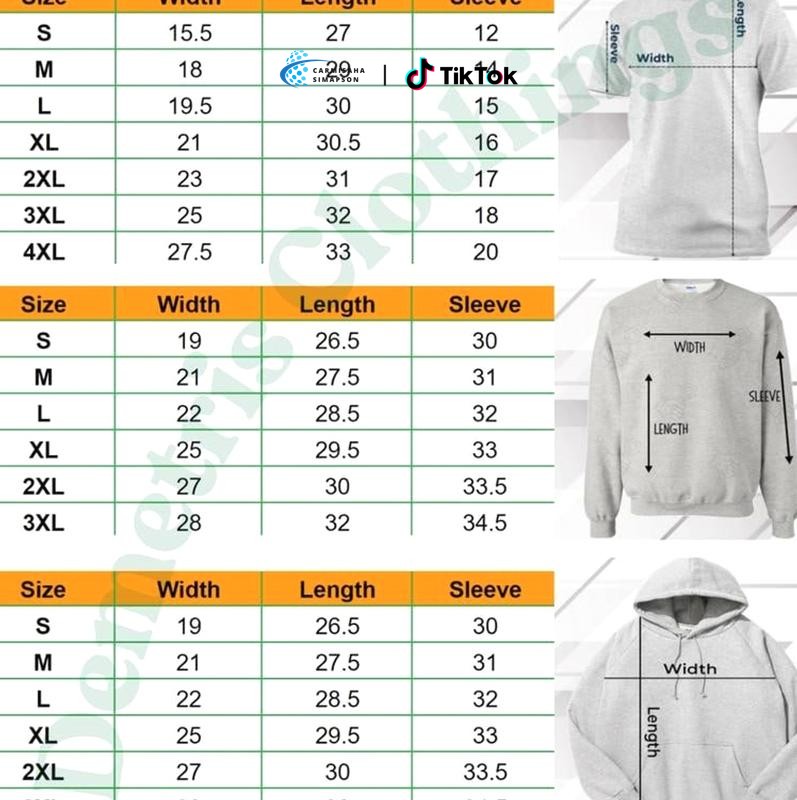 Size Width Length Sleeve
S 15.5 27 12
M 18 29 14
CARMISAHA
SIMAPSON
TikTok
L 19.5 30 15
XL 21 30.5 16
2XL 23 31 17
3XL 25 32 18
4XL 27.5 33 20
Sleeve
Width
Length
Size Width Length Sleeve
S 19 26.5 30
M 21 27.5 31
L 22 28.5 32
XL 25 29.5 33
2XL 27 30 33.5
3XL 28 32 34.5
WIDTH
SLEEVE
LENGTH
Size Width Length Sleeve
S 19 26.5 30
M 21 27.5 31
L 22 28.5 32
XL 25 29.5 33
2XL 27 30 33.5
Width
Length
Demetris Clothings